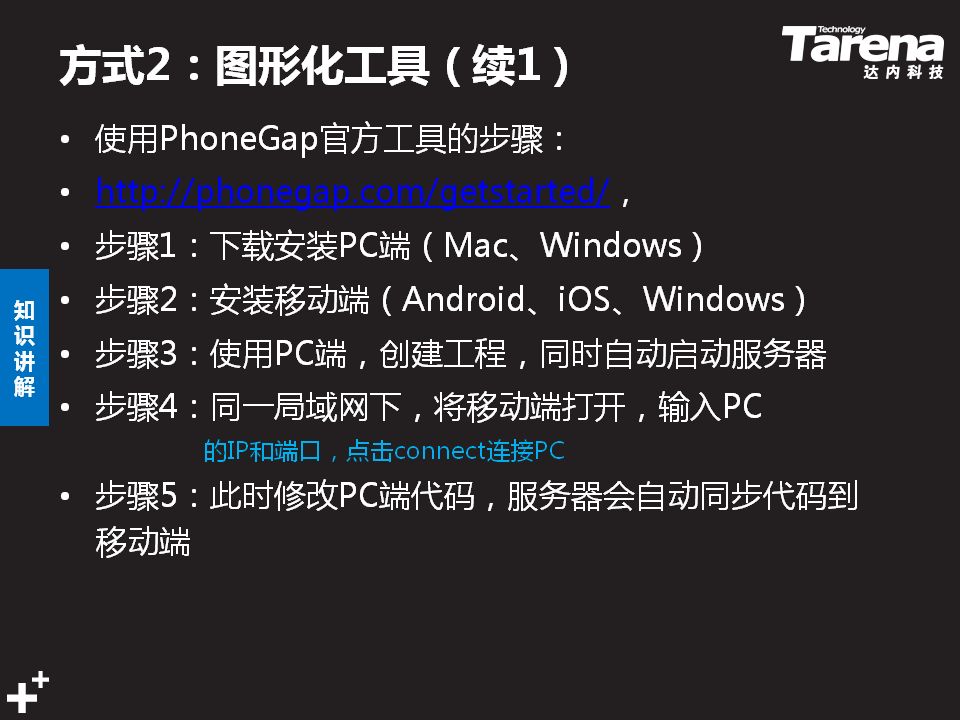 方式2：图形化工具（续1）
Technology
Tarena
达内科技
• 使用PhoneGap官方工具的步骤：
• http://phonegap.com/getstarted/，
• 步骤1：下载安装PC端（Mac、Windows）
• 步骤2：安装移动端（Android、iOS、Windows）
• 步骤3：使用PC端，创建工程，同时自动启动服务器
• 步骤4：同一局域网下，将移动端打开，输入PC
的IP和端口，点击connect连接PC
• 步骤5：此时修改PC端代码，服务器会自动同步代码到
移动端
知
识
讲
解